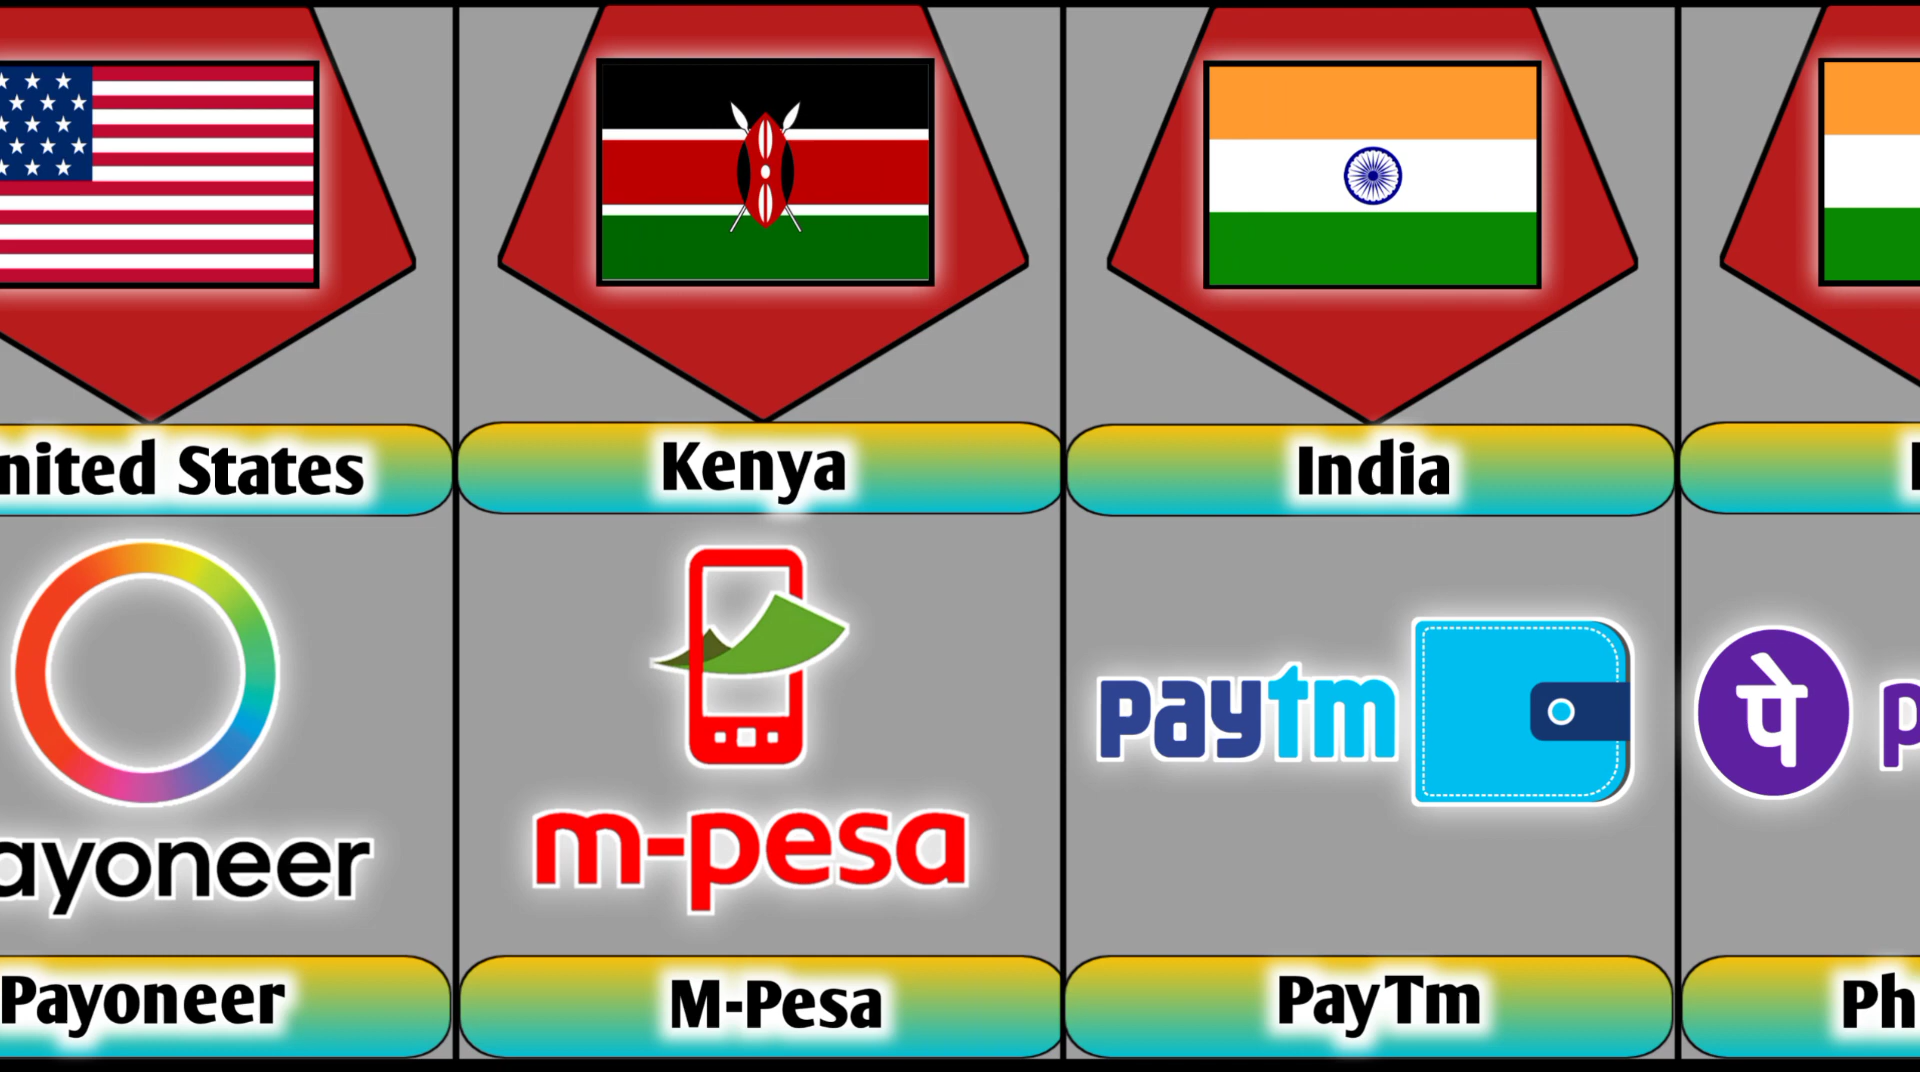 nited States
Kenya
India
ayoneer
m-pesa
paytm
पे
p
Payoneer
M-Pesa
PayTm
Ph